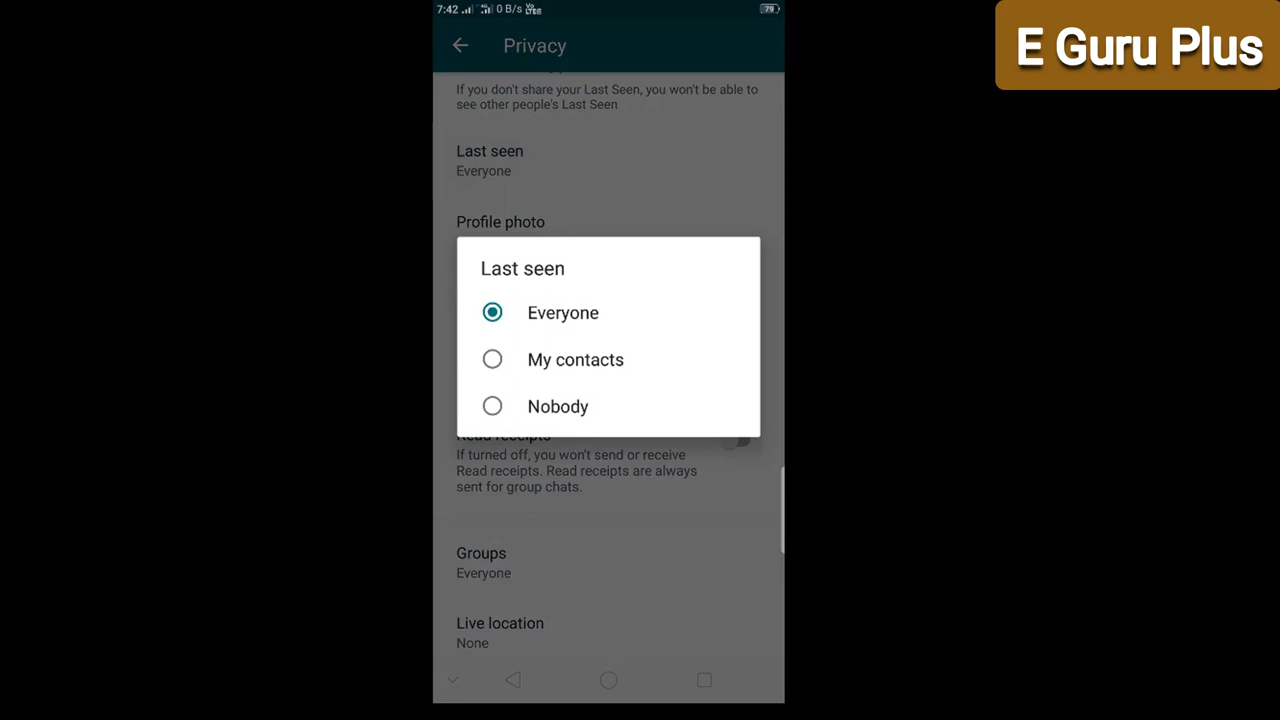 7:42 0 B/s
79
E Guru Plus
Privacy
If you don't share your Last Seen, you won't be able to
see other people's Last Seen
Last seen
Everyone
Profile photo
Last seen
Everyone
My contacts
Nobody
Read receipts
If turned off, you won't send or receive
Read receipts. Read receipts are always
sent for group chats.
Groups
Everyone
Live location
None